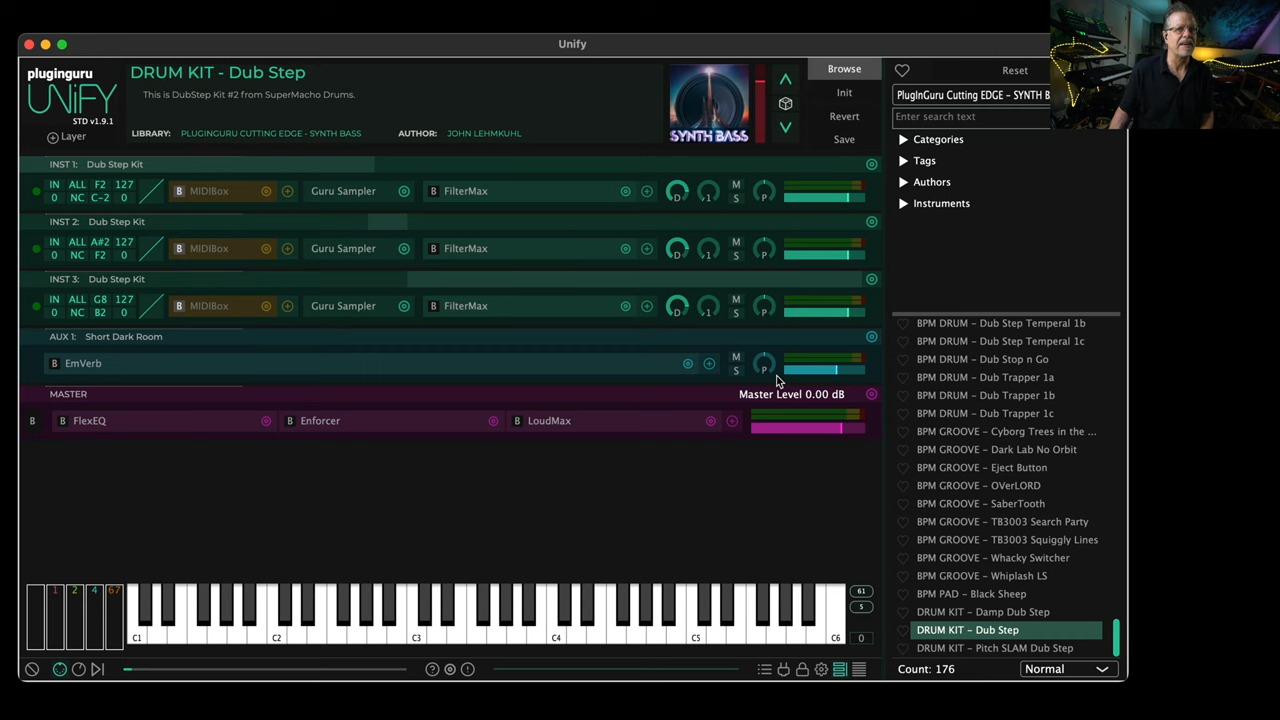 Unify
pluginguru
UNIFY
STD v1.9.1
Layer
DRUM KIT - Dub Step
This is DubStep Kit #2 from SuperMacho Drums.
LIBRARY: PLUGINGURU CUTTING EDGE - SYNTH BASS AUTHOR: JOHN LEHMKUHL
SYNTH BASS
Browse
Init
Revert
Save
Reset
PlugInGuru Cutting EDGE – SYNTH B
Enter search text
Categories
Tags
Authors
Instruments
INST 1: Dub Step Kit
IN ALL F2 127
0 NC C-2 0
B MIDIBox Guru Sampler B FilterMax D 1 M S P
INST 2: Dub Step Kit
IN ALL A#2 127
0 NC F2 0
B MIDIBox Guru Sampler B FilterMax D 1 M S P
INST 3: Dub Step Kit
IN ALL G8 127
0 NC B2 0
B MIDIBox Guru Sampler B FilterMax D 1 M S P
AUX 1: Short Dark Room
B EmVerb M S P
MASTER Master Level 0.00 dB
B FlexEQ B Enforcer B LoudMax
BPM DRUM – Dub Step Temperal 1b
BPM DRUM – Dub Step Temperal 1c
BPM DRUM – Dub Stop n Go
BPM DRUM – Dub Trapper 1a
BPM DRUM – Dub Trapper 1b
BPM DRUM – Dub Trapper 1c
BPM GROOVE – Cyborg Trees in the ...
BPM GROOVE – Dark Lab No Orbit
BPM GROOVE – Eject Button
BPM GROOVE – OVerLORD
BPM GROOVE – SaberTooth
BPM GROOVE – TB3003 Search Party
BPM GROOVE – TB3003 Squiggly Lines
BPM GROOVE – Whacky Switcher
BPM GROOVE – Whiplash LS
BPM PAD – Black Sheep
DRUM KIT – Damp Dub Step
DRUM KIT – Dub Step
DRUM KIT – Pitch SLAM Dub Step
Count: 176 Normal
1 2 4 67
C1 C2 C3 C4 C5 C6
61
5
0